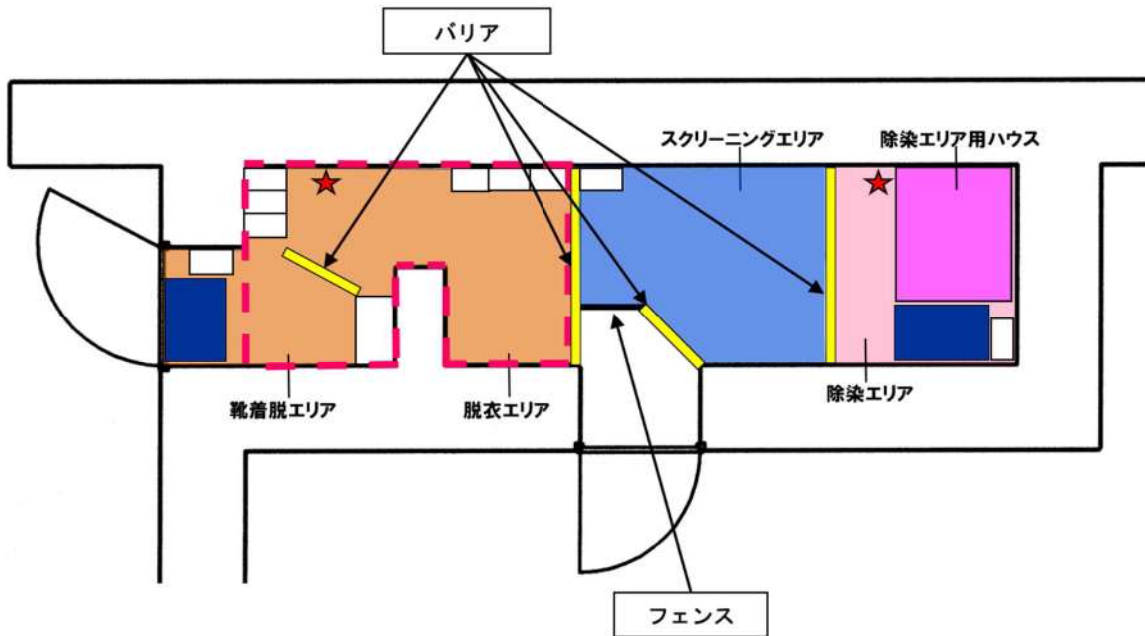 バリア
スクリーニングエリア
除染エリア用ハウス
靴着脱エリア
脱衣エリア
除染エリア
フェンス